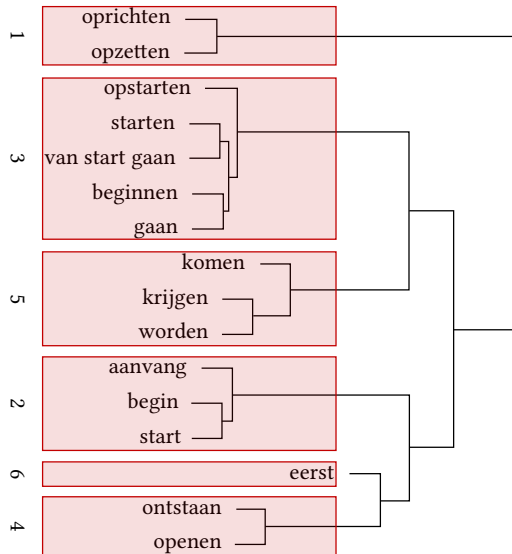 1
oprichten
opzetten
3
opstarten
starten
van start gaan
beginnen
gaan
5
komen
krijgen
worden
2
aanvang
begin
start
6
eerst
4
ontstaan
openen